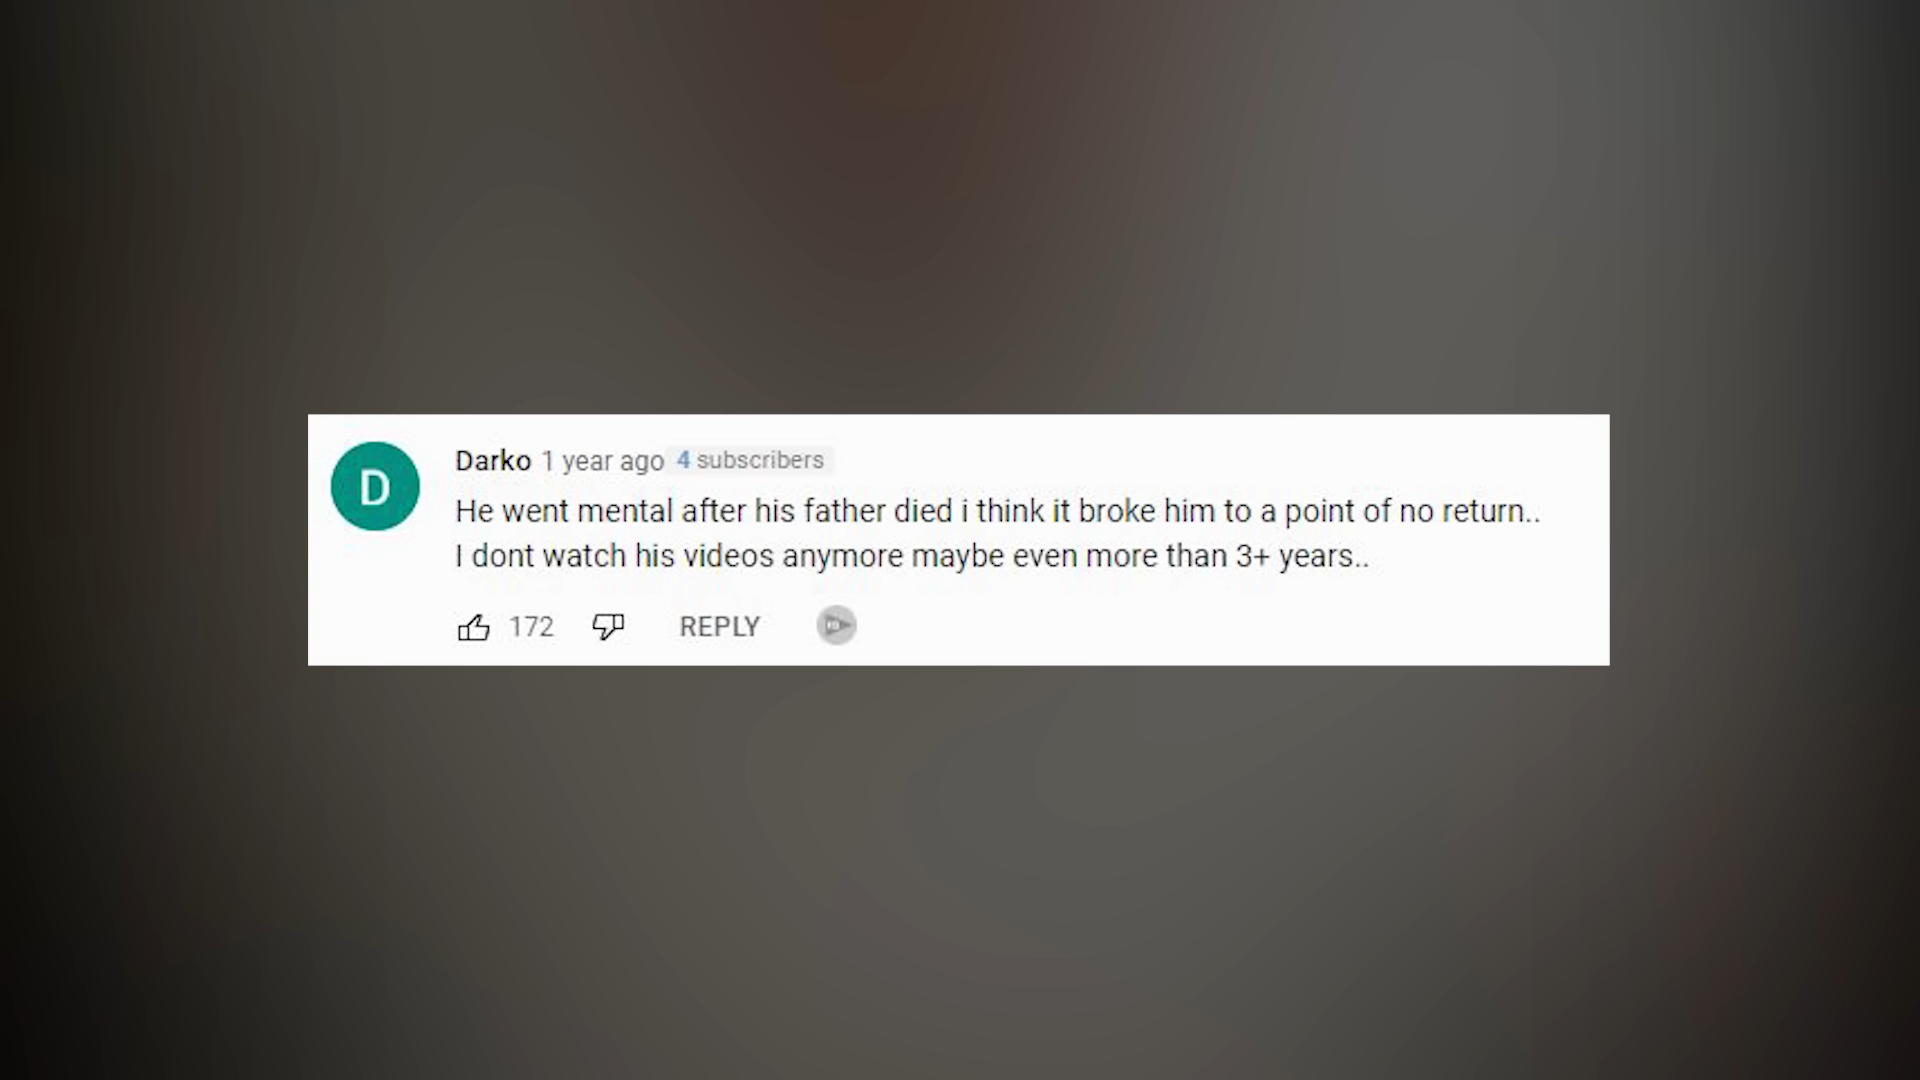 D
Darko 1 year ago 4 subscribers
He went mental after his father died i think it broke him to a point of no return..
I dont watch his videos anymore maybe even more than 3+ years..
172 REPLY